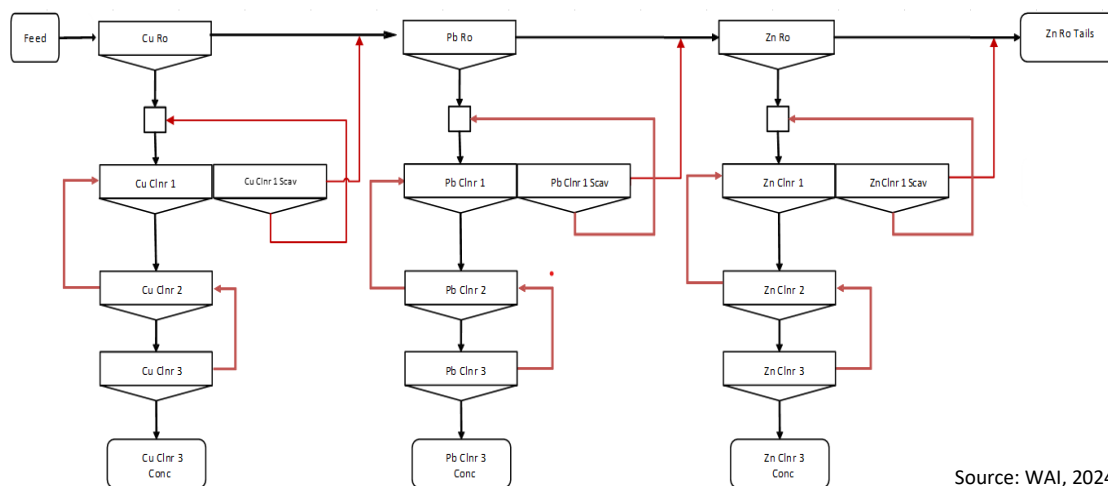 Feed
Cu Ro
Pb Ro
Zn Ro
Zn Ro Tails
Cu Clnr 1
Cu Clnr 1 Scav
Pb Clnr 1
Pb Clnr 1 Scav
Zn Clnr 1
Zn Clnr 1 Scav
Cu Clnr 2
Pb Clnr 2
Zn Clnr 2
Cu Clnr 3
Pb Clnr 3
Zn Clnr 3
Cu Clnr 3
Conc
Pb Clnr 3
Conc
Zn Clnr 3
Conc
Source: WAI, 2024